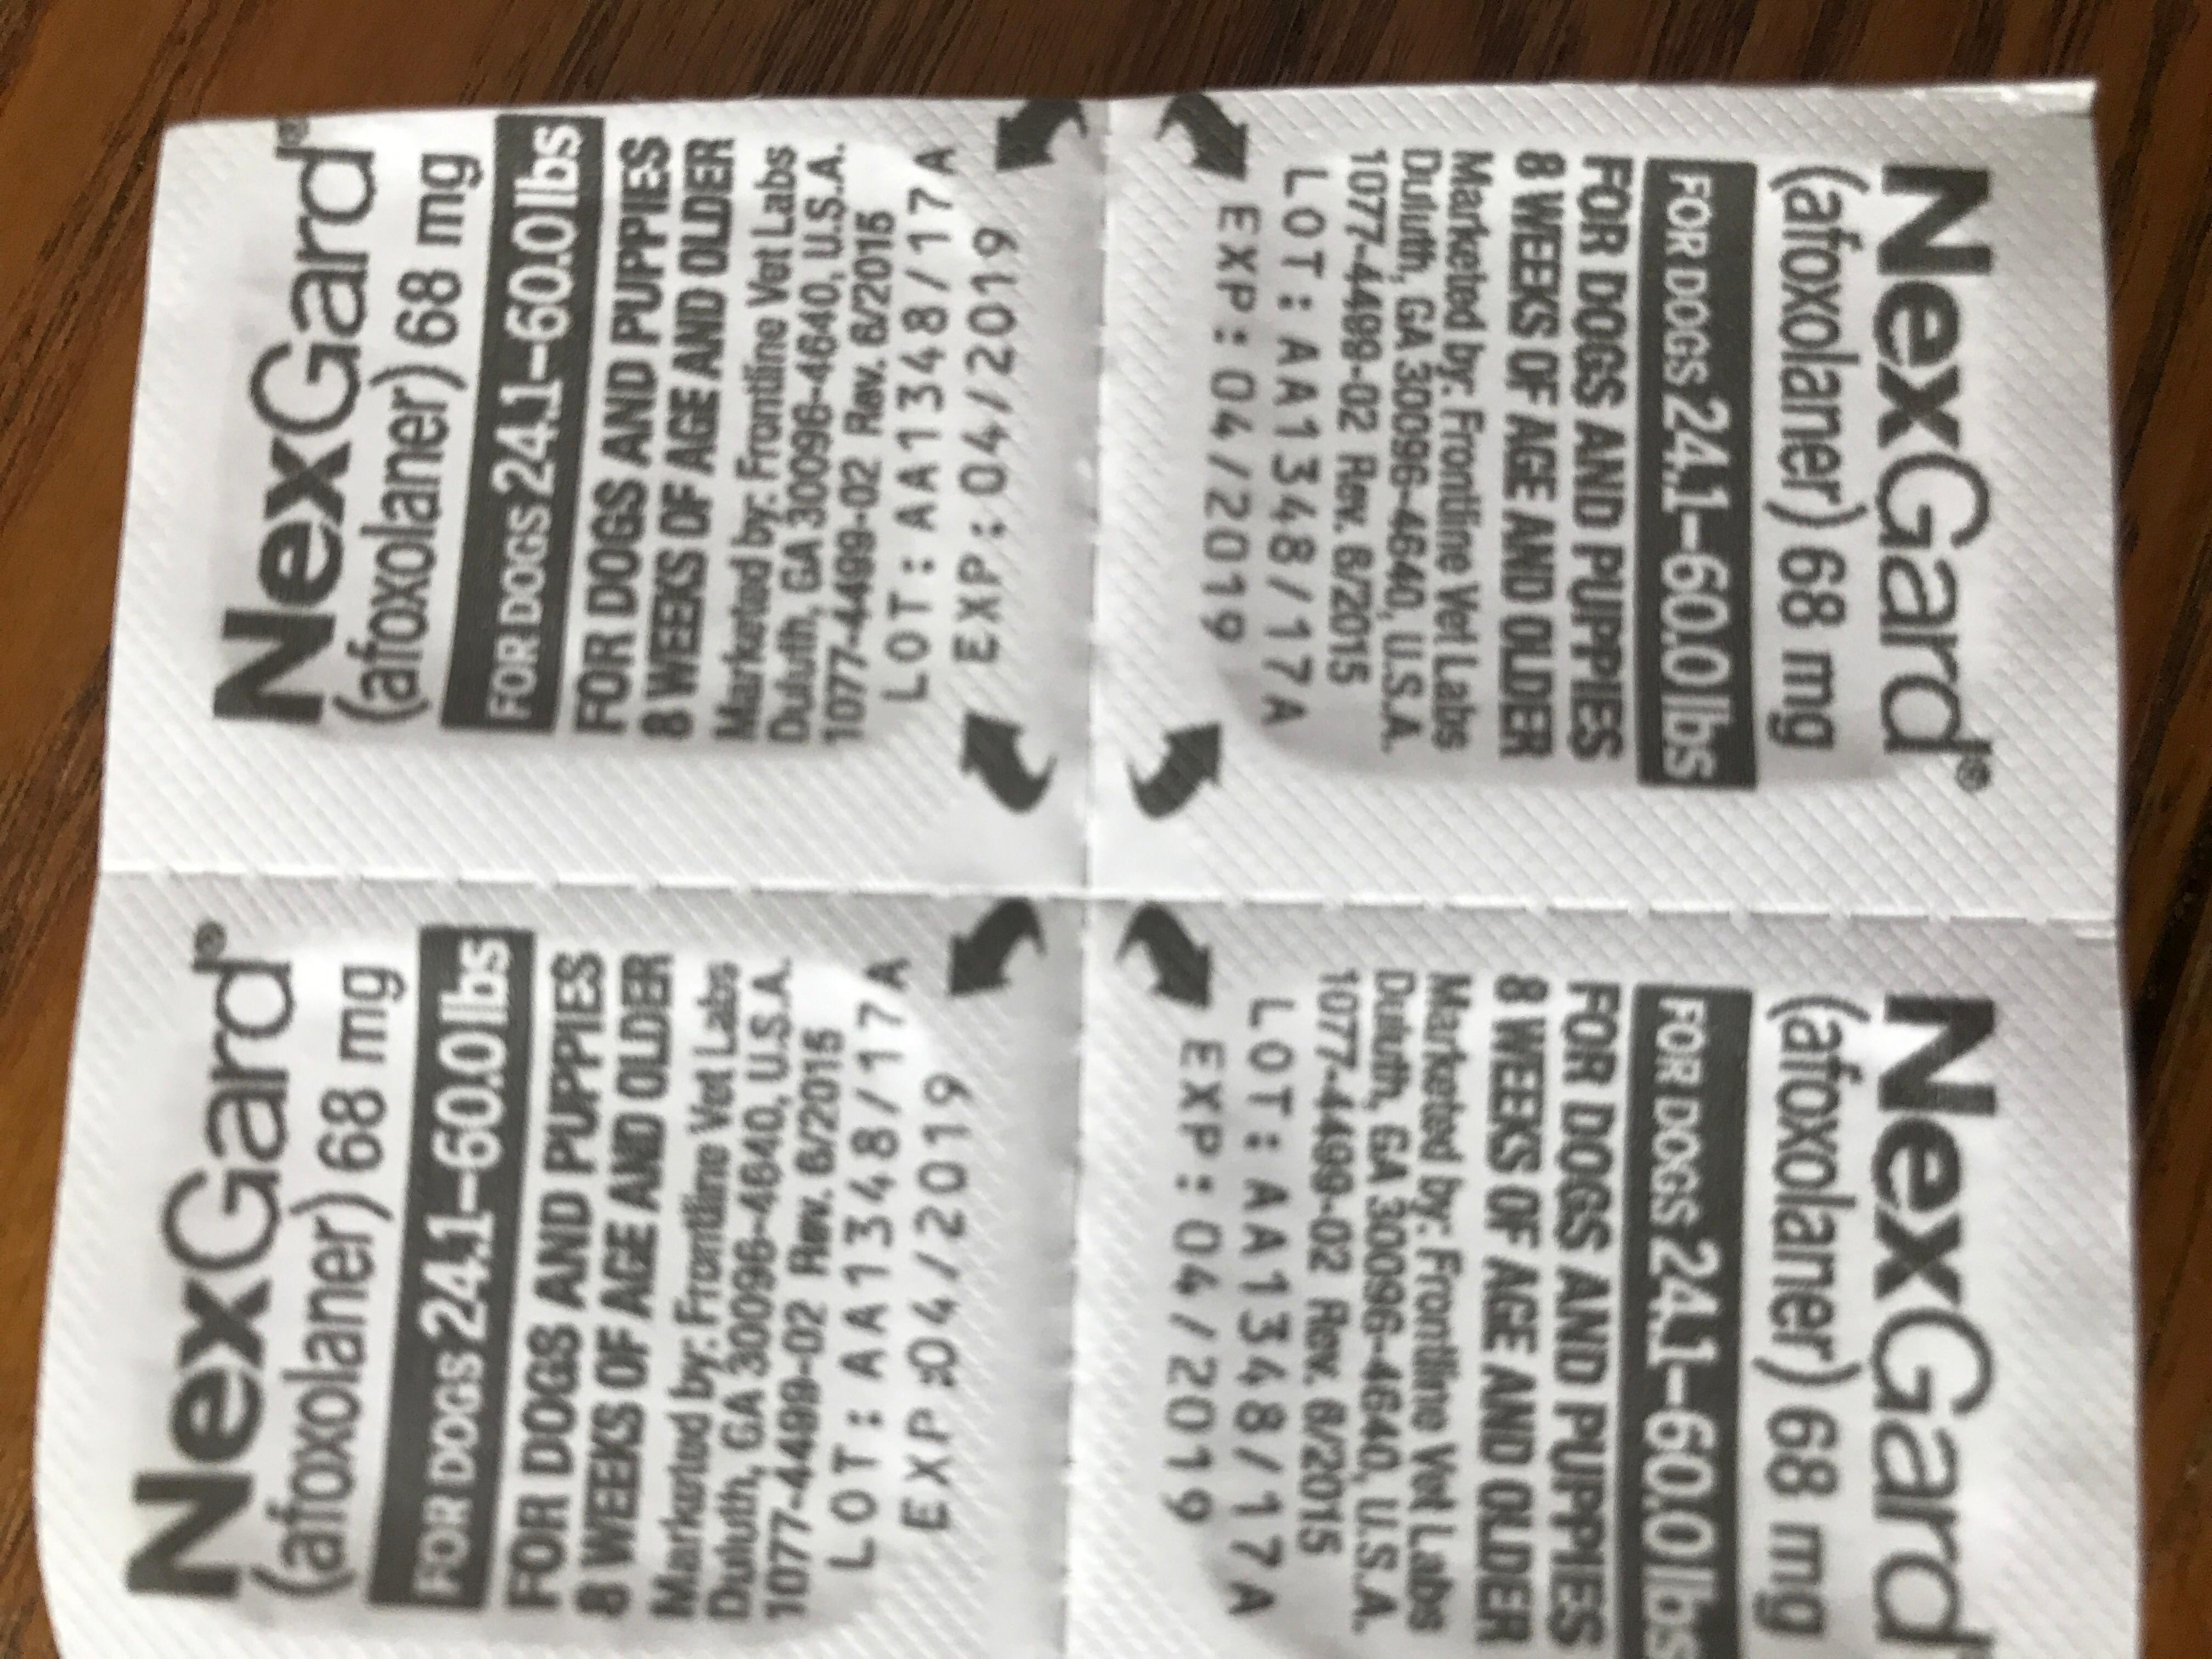 NexGard®
(afoxolaner) 68 mg
FOR DOGS 24.1–60.0 lbs
FOR DOGS AND PUPPIES
8 WEEKS OF AGE AND OLDER
Marketed by: Frontline Vet Labs
Duluth, GA 30096-4640, U.S.A.
1077-4499-02 Rev. 6/2015
LOT: AA1348/17A
EXP:04/2019
NexGard®
(afoxolaner) 68 mg
FOR DOGS 24.1–60.0 lbs
FOR DOGS AND PUPPIES
8 WEEKS OF AGE AND OLDER
Marketed by: Frontline Vet Labs
Duluth, GA 30096-4640, U.S.A.
1077-4499-02 Rev. 6/2015
LOT: AA1348/17A
EXP:04/2019
NexGard®
(afoxolaner) 68 mg
FOR DOGS 24.1–60.0 lbs
FOR DOGS AND PUPPIES
8 WEEKS OF AGE AND OLDER
Marketed by: Frontline Vet Labs
Duluth, GA 30096-4640, U.S.A.
1077-4499-02 Rev. 6/2015
LOT: AA1348/17A
EXP:04/2019
NexGard
(afoxolaner) 68 mg
FOR DOGS 24.1–60.0 lbs
FOR DOGS AND PUPPIES
8 WEEKS OF AGE AND OLDER
Marketed by: Frontline Vet Labs
Duluth, GA 30096-4640, U.S.A.
1077-4499-02 Rev. 6/2015
LOT: AA1348/17A
EXP:04/2019